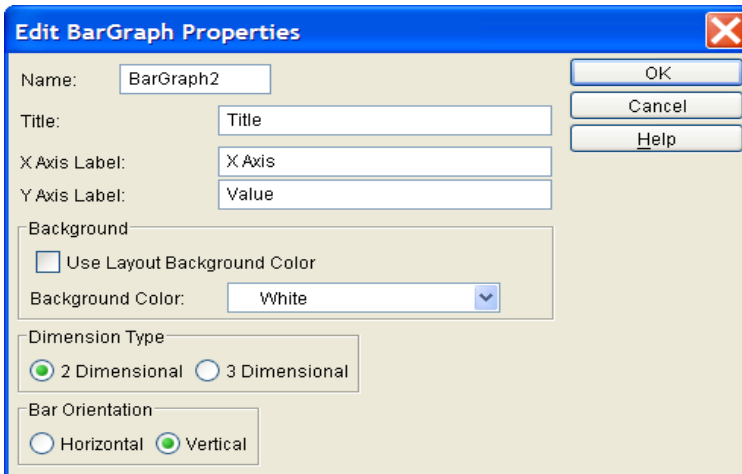 Edit BarGraph Properties
Name: BarGraph2
OK
Cancel
Title: Title
Help
X Axis Label: X Axis
Y Axis Label: Value
Background
Use Layout Background Color
Background Color: White
Dimension Type
2 Dimensional 3 Dimensional
Bar Orientation
Horizontal Vertical